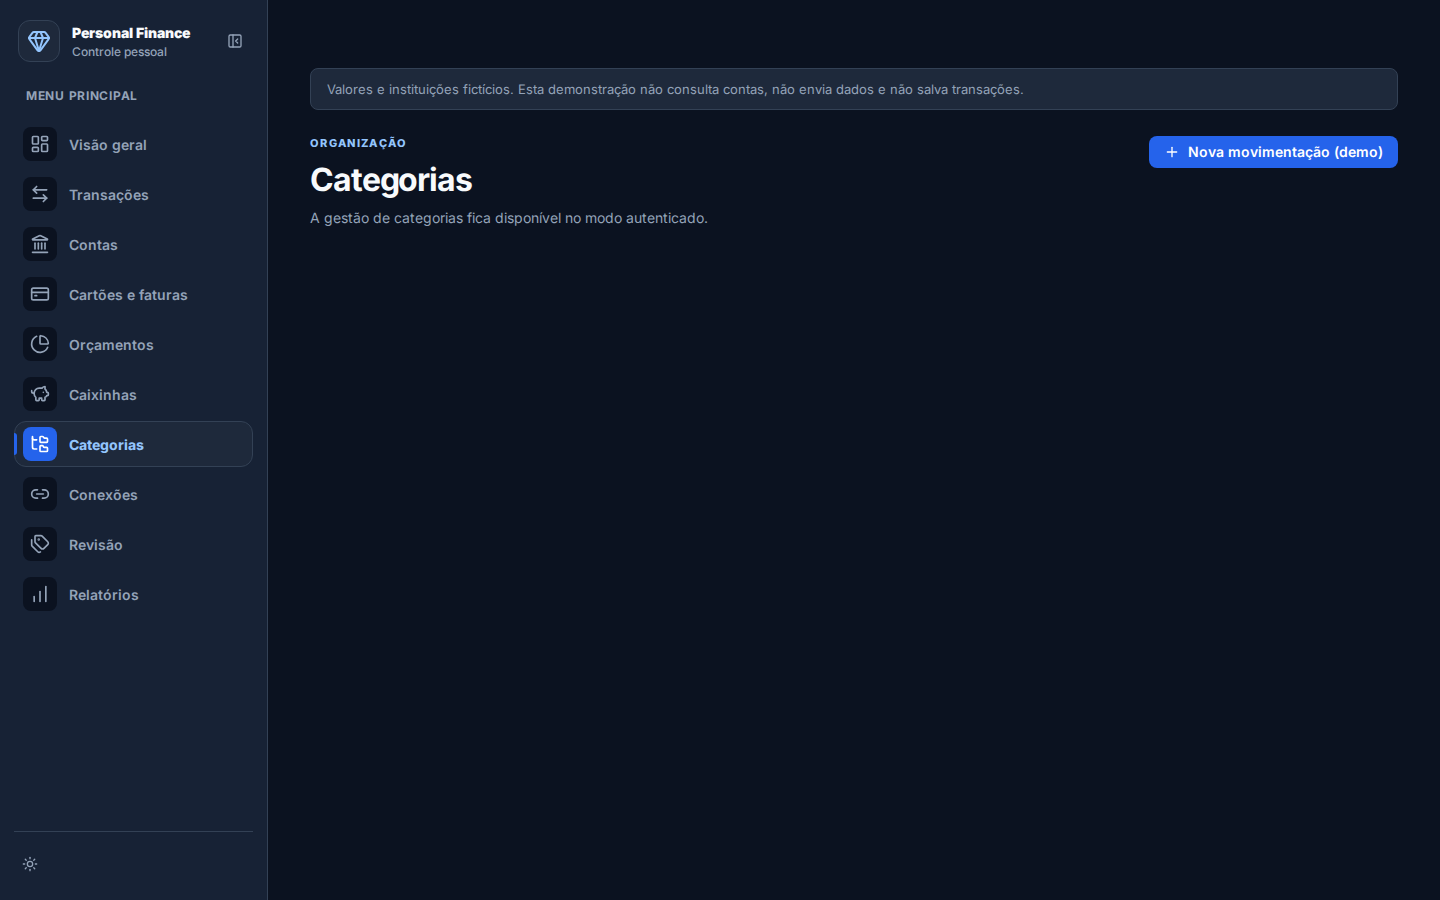 Personal Finance
Controle pessoal
MENU PRINCIPAL
Visão geral
Transações
Contas
Cartões e faturas
Orçamentos
Caixinhas
Categorias
Conexões
Revisão
Relatórios
Valores e instituições fictícios. Esta demonstração não consulta contas, não envia dados e não salva transações.
ORGANIZAÇÃO
Categorias
A gestão de categorias fica disponível no modo autenticado.
Nova movimentação (demo)